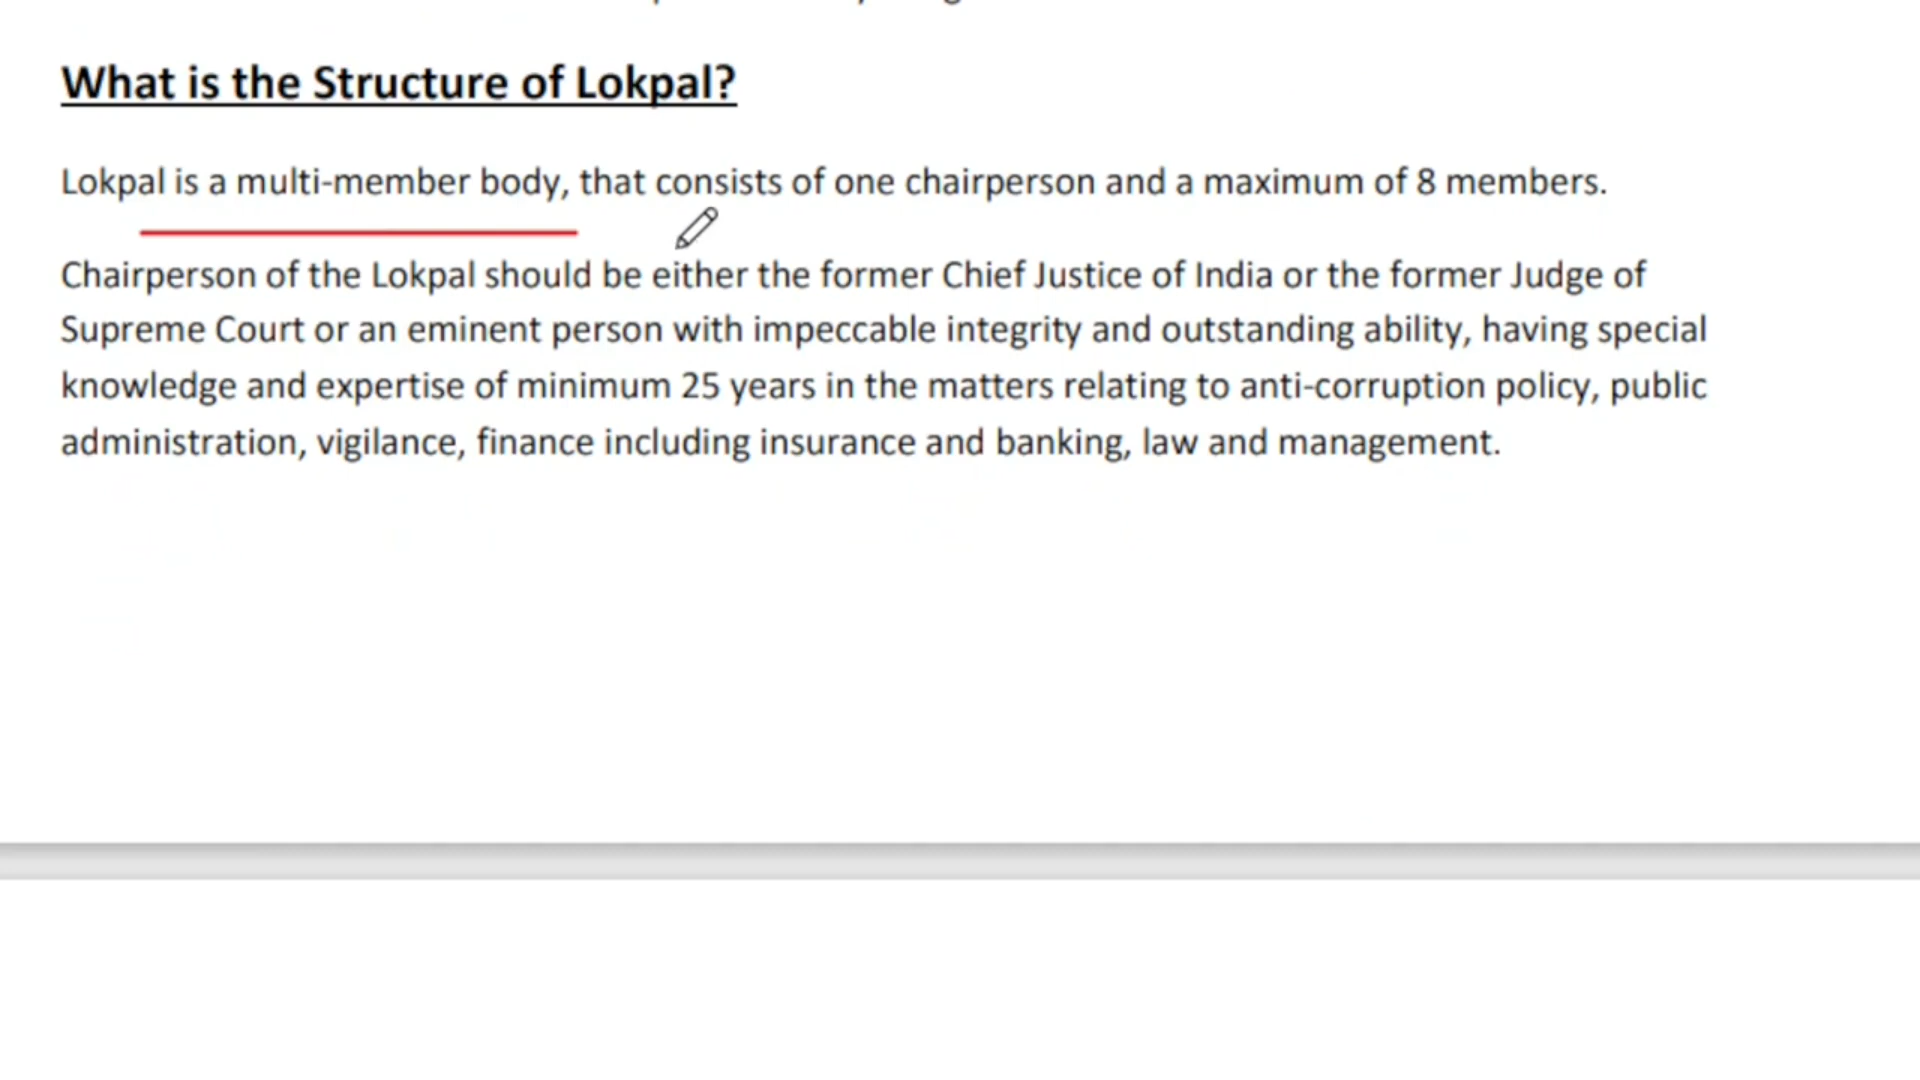 What is the Structure of Lokpal?
Lokpal is a multi-member body, that consists of one chairperson and a maximum of 8 members.
Chairperson of the Lokpal should be either the former Chief Justice of India or the former Judge of
Supreme Court or an eminent person with impeccable integrity and outstanding ability, having special
knowledge and expertise of minimum 25 years in the matters relating to anti-corruption policy, public
administration, vigilance, finance including insurance and banking, law and management.